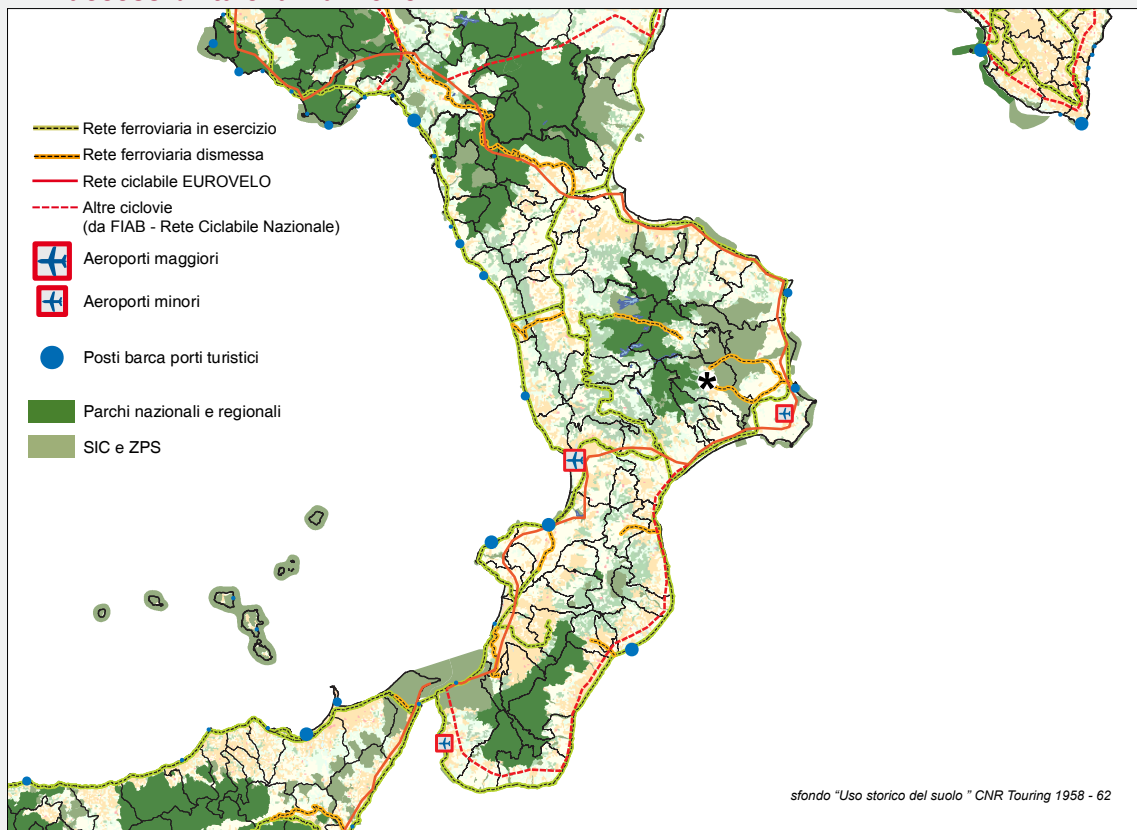 Rete ferroviaria in esercizio
Rete ferroviaria dismessa
Rete ciclabile EUROVELO
Altre ciclovie
(da FIAB - Rete Ciclabile Nazionale)
Aeroporti maggiori
Aeroporti minori
Posti barca porti turistici
Parchi nazionali e regionali
SIC e ZPS
*
sfondo “Uso storico del suolo ” CNR Touring 1958 - 62